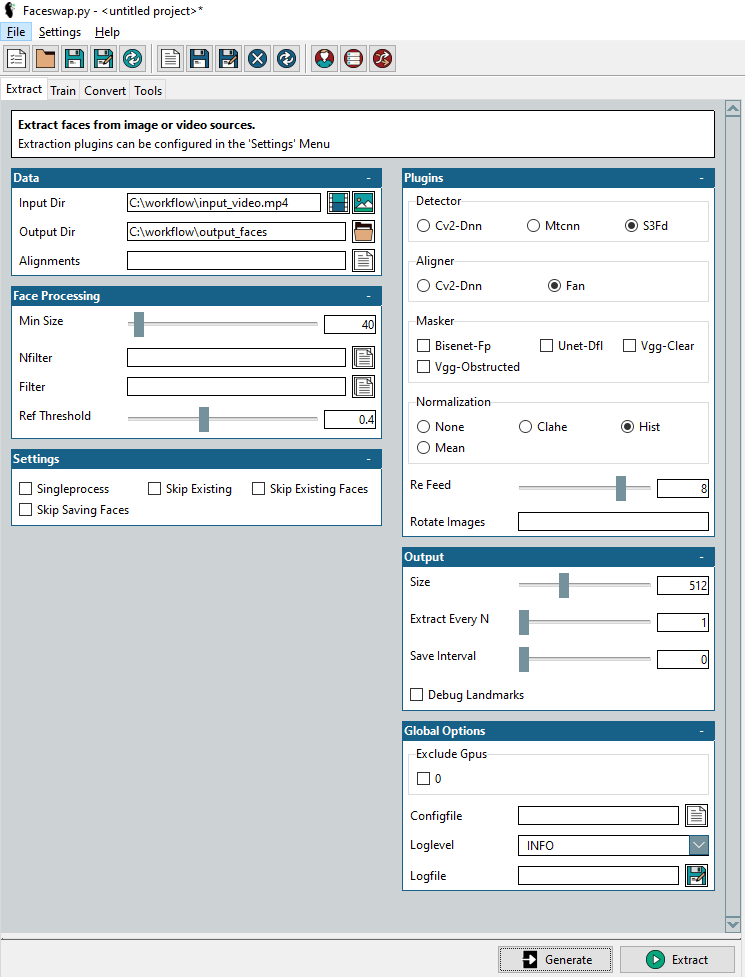 Faceswap.py - <untitled project>*
File Settings Help
Extract Train Convert Tools
Extract faces from image or video sources.
Extraction plugins can be configured in the 'Settings' Menu
Data -
Input Dir C:\workflow\input_video.mp4
Output Dir C:\workflow\output_faces
Alignments
Face Processing -
Min Size 40
Nfilter
Filter
Ref Threshold 0.4
Settings -
Singleprocess Skip Existing Skip Existing Faces
Skip Saving Faces
Plugins -
Detector
Cv2-Dnn Mtcnn S3Fd
Aligner
Cv2-Dnn Fan
Masker
Bisenet-Fp Unet-Dfl Vgg-Clear
Vgg-Obstructed
Normalization
None Clahe Hist
Mean
Re Feed 8
Rotate Images
Output -
Size 512
Extract Every N 1
Save Interval 0
Debug Landmarks
Global Options -
Exclude Gpus
0
Configfile
Loglevel INFO
Logfile
Generate Extract